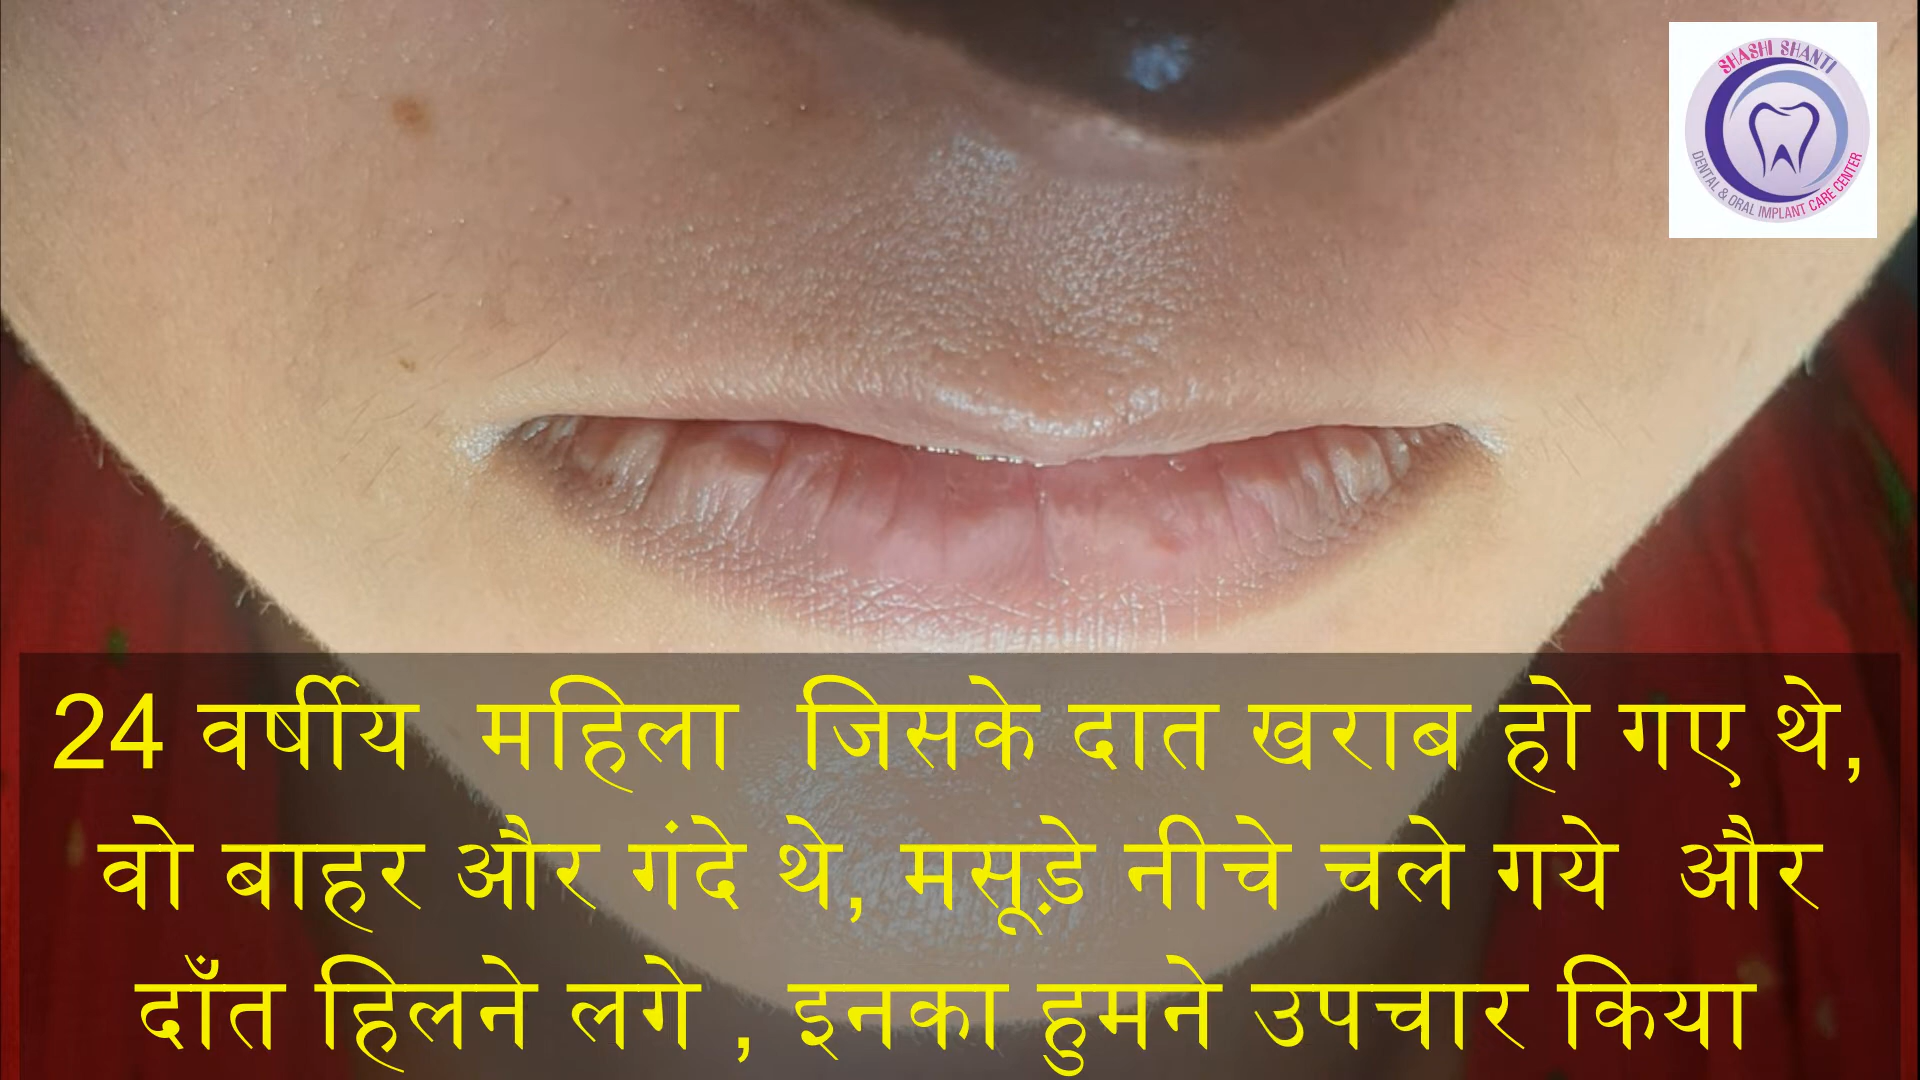 SHASHI SHANTI
DENTAL & ORAL IMPLANT CARE CENTER
24 वर्षीय महिला जिसके दात खराब हो गए थे,
वो बाहर और गंदे थे, मसूड़े नीचे चले गये और
दाँत हिलने लगे , इनका हुमने उपचार किया